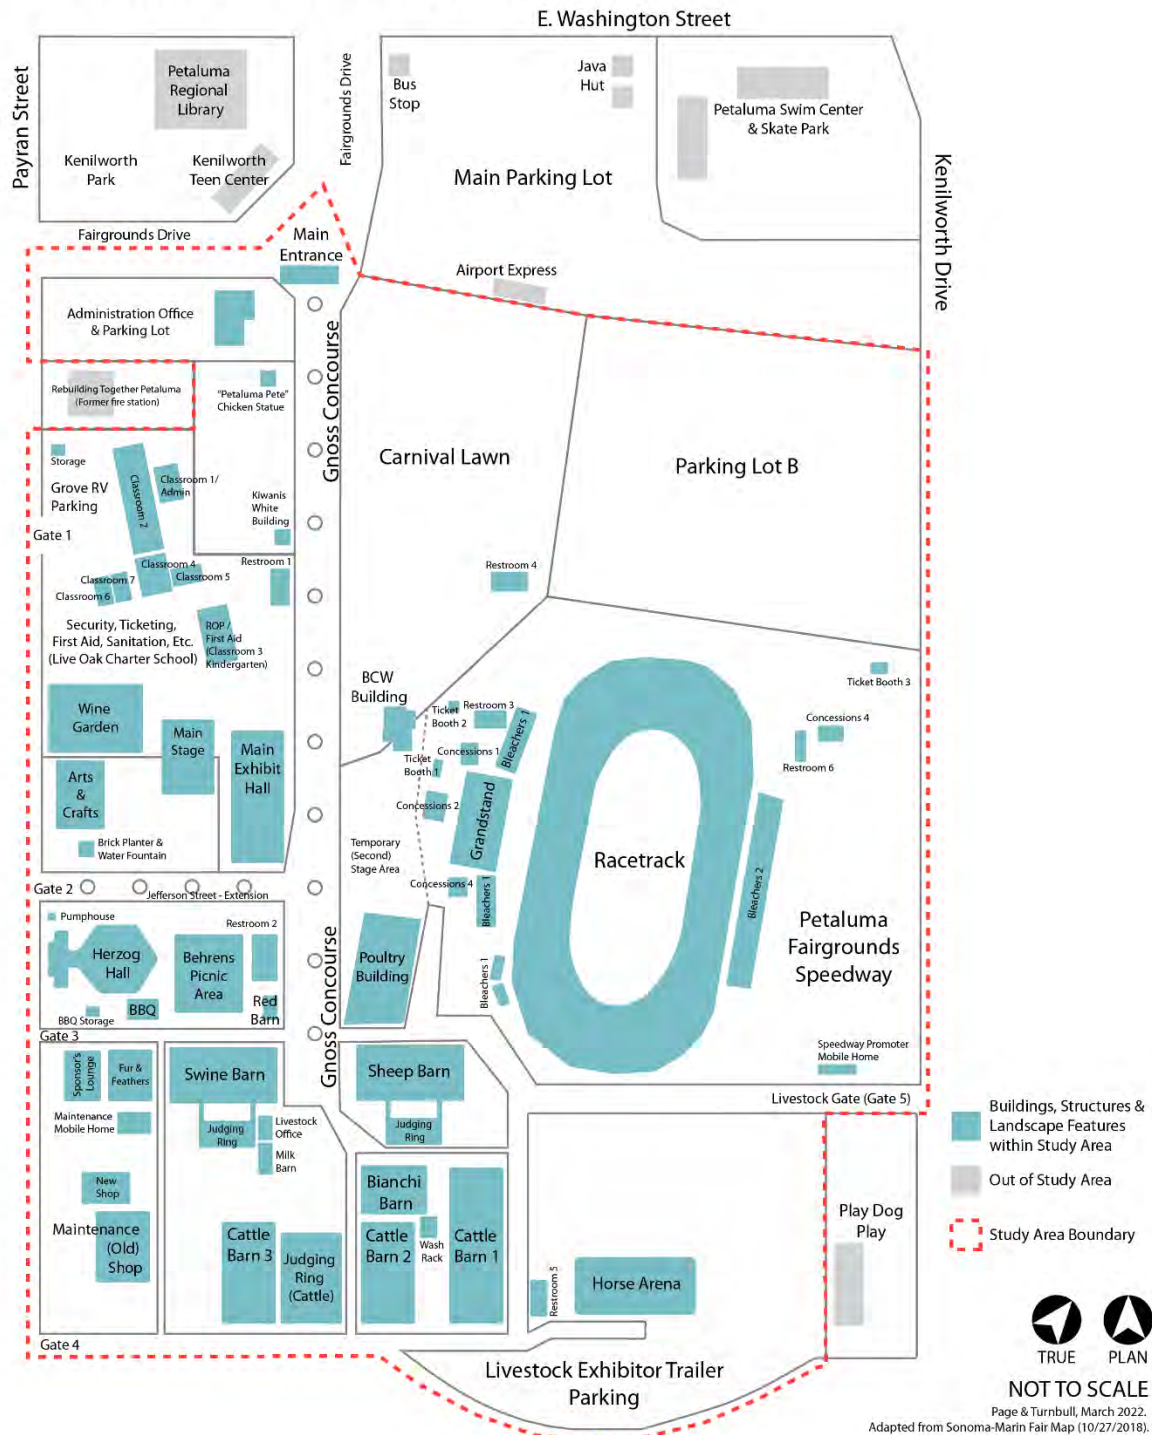 E. Washington Street
Payran Street
Petaluma
Regional
Library
Kenilworth
Park
Kenilworth
Teen Center
Fairgrounds Drive
Bus
Stop
Java
Hut
Petaluma Swim Center
& Skate Park
Main Parking Lot
Kenilworth Drive
Fairgrounds Drive
Main
Entrance
Airport Express
Administration Office
& Parking Lot
Gnoss Concourse
Rebuilding Together Petaluma
(Former fire station)
"Petaluma Pete"
Chicken Statue
Carnival Lawn
Parking Lot B
Storage
Grove RV
Parking
Classroom 2
Classroom 1/
Admin
Kiwanis
White
Building
Gate 1
Classroom 4
Classroom 5
Classroom 7
Classroom 6
Restroom 1
Restroom 4
Security, Ticketing,
First Aid, Sanitation, Etc.
(Live Oak Charter School)
ROP /
First Aid
(Classroom 3
Kindergarten)
BCW
Building
Ticket
Booth 2
Restroom 3
Bleachers 1
Ticket Booth 3
Wine
Garden
Main
Stage
Main
Exhibit
Hall
Ticket
Booth 1
Concessions 1
Concessions 4
Restroom 6
Arts
&
Crafts
Concessions 2
Grandstand
Racetrack
Brick Planter &
Water Fountain
Temporary
(Second)
Stage Area
Concessions 4
Bleachers 1
Bleachers 2
Gate 2
Jefferson Street - Extension
Petaluma
Fairgrounds
Speedway
Pumphouse
Herzog
Hall
Behrens
Picnic
Area
Restroom 2
Poultry
Building
Bleachers 1
BBQ Storage
BBQ
Red
Barn
Gate 3
Gnoss Concourse
Speedway Promoter
Mobile Home
Sponsor's
Lounge
Fur &
Feathers
Swine Barn
Sheep Barn
Livestock Gate (Gate 5)
Maintenance
Mobile Home
Judging
Ring
Livestock
Office
Milk
Barn
Judging
Ring
New
Shop
Bianchi
Barn
Maintenance
(Old)
Shop
Cattle
Barn 3
Judging
Ring
(Cattle)
Cattle
Barn 2
Wash
Rack
Cattle
Barn 1
Restroom 5
Horse Arena
Play Dog
Play
Gate 4
Livestock Exhibitor Trailer
Parking
Buildings, Structures &
Landscape Features
within Study Area
Out of Study Area
Study Area Boundary
TRUE
PLAN
NOT TO SCALE
Page & Turnbull, March 2022.
Adapted from Sonoma-Marin Fair Map (10/27/2018).